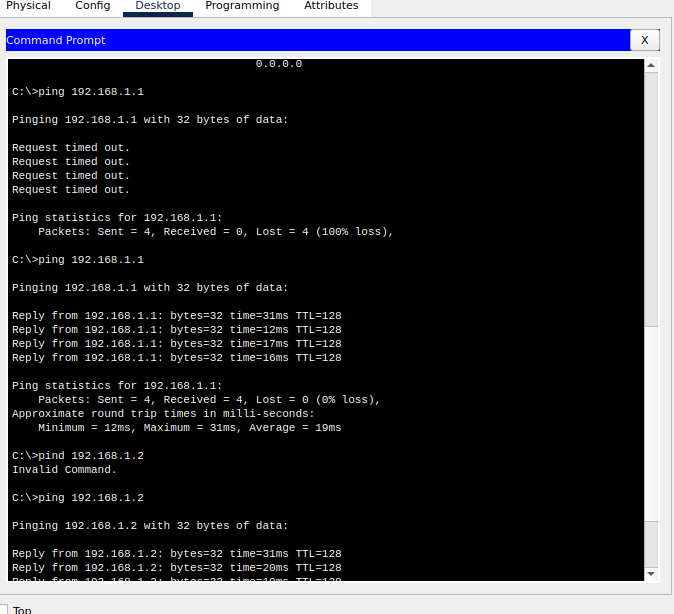 Physical Config Desktop Programming Attributes
Command Prompt X
0.0.0.0
C:\>ping 192.168.1.1
Pinging 192.168.1.1 with 32 bytes of data:
Request timed out.
Request timed out.
Request timed out.
Request timed out.
Ping statistics for 192.168.1.1:
Packets: Sent = 4, Received = 0, Lost = 4 (100% loss),
C:\>ping 192.168.1.1
Pinging 192.168.1.1 with 32 bytes of data:
Reply from 192.168.1.1: bytes=32 time=31ms TTL=128
Reply from 192.168.1.1: bytes=32 time=12ms TTL=128
Reply from 192.168.1.1: bytes=32 time=17ms TTL=128
Reply from 192.168.1.1: bytes=32 time=16ms TTL=128
Ping statistics for 192.168.1.1:
Packets: Sent = 4, Received = 4, Lost = 0 (0% loss),
Approximate round trip times in milli-seconds:
Minimum = 12ms, Maximum = 31ms, Average = 19ms
C:\>pind 192.168.1.2
Invalid Command.
C:\>ping 192.168.1.2
Pinging 192.168.1.2 with 32 bytes of data:
Reply from 192.168.1.2: bytes=32 time=31ms TTL=128
Reply from 192.168.1.2: bytes=32 time=20ms TTL=128
Reply from 192.168.1.2: TTL=128
Top